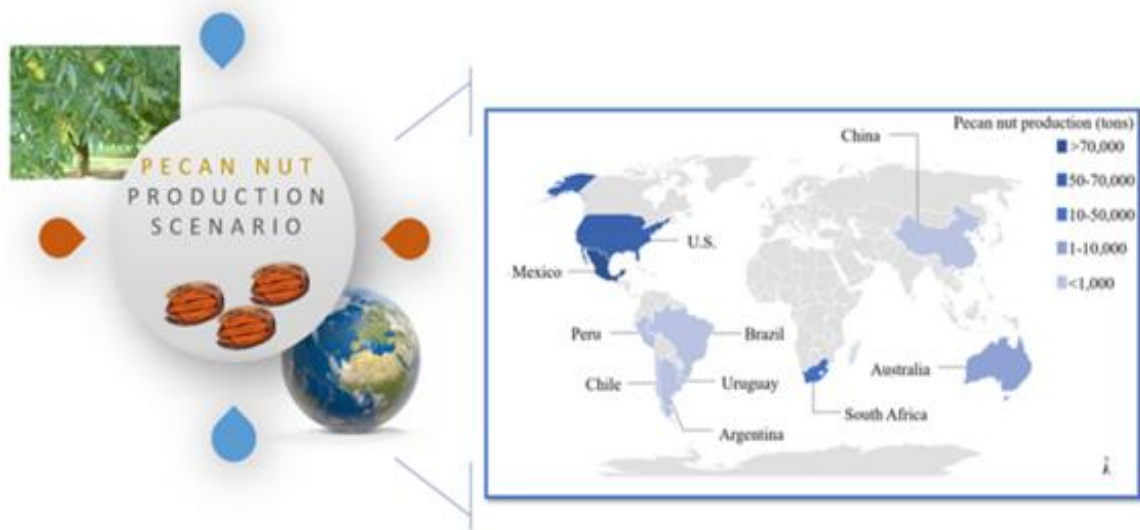 PECAN NUT
PRODUCTION
SCENARIO
Pecan nut production (tons)
>70,000
50-70,000
10-50,000
1-10,000
<1,000
China
U.S.
Mexico
Peru
Brazil
Chile
Uruguay
Argentina
South Africa
Australia